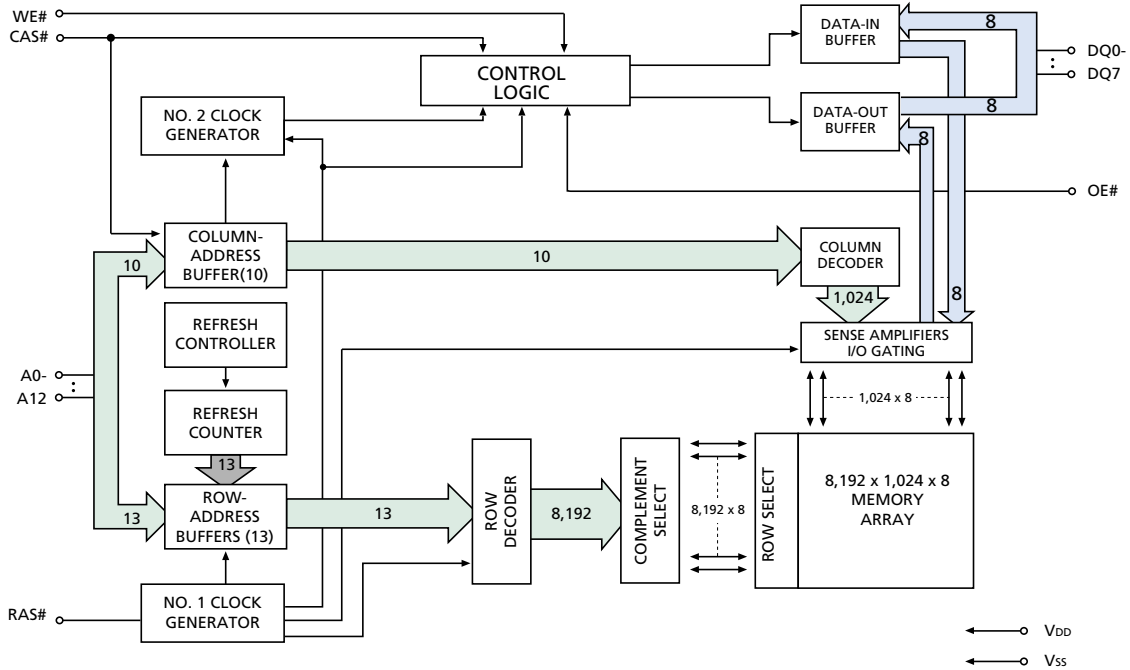 WE#
CAS#
CONTROL
LOGIC
DATA-IN
BUFFER
8
DQ0-
:
DQ7
NO. 2 CLOCK
GENERATOR
DATA-OUT
BUFFER
8
8
OE#
COLUMN-
ADDRESS
BUFFER(10)
10
10
COLUMN
DECODER
1,024
8
REFRESH
CONTROLLER
SENSE AMPLIFIERS
I/O GATING
A0-
:
A12
REFRESH
COUNTER
1,024 x 8
13
ROW-
ADDRESS
BUFFERS (13)
13
13
ROW
DECODER
8,192
COMPLEMENT
SELECT
8,192 x 8
ROW SELECT
8,192 x 1,024 x 8
MEMORY
ARRAY
RAS#
NO. 1 CLOCK
GENERATOR
VDD
VSS